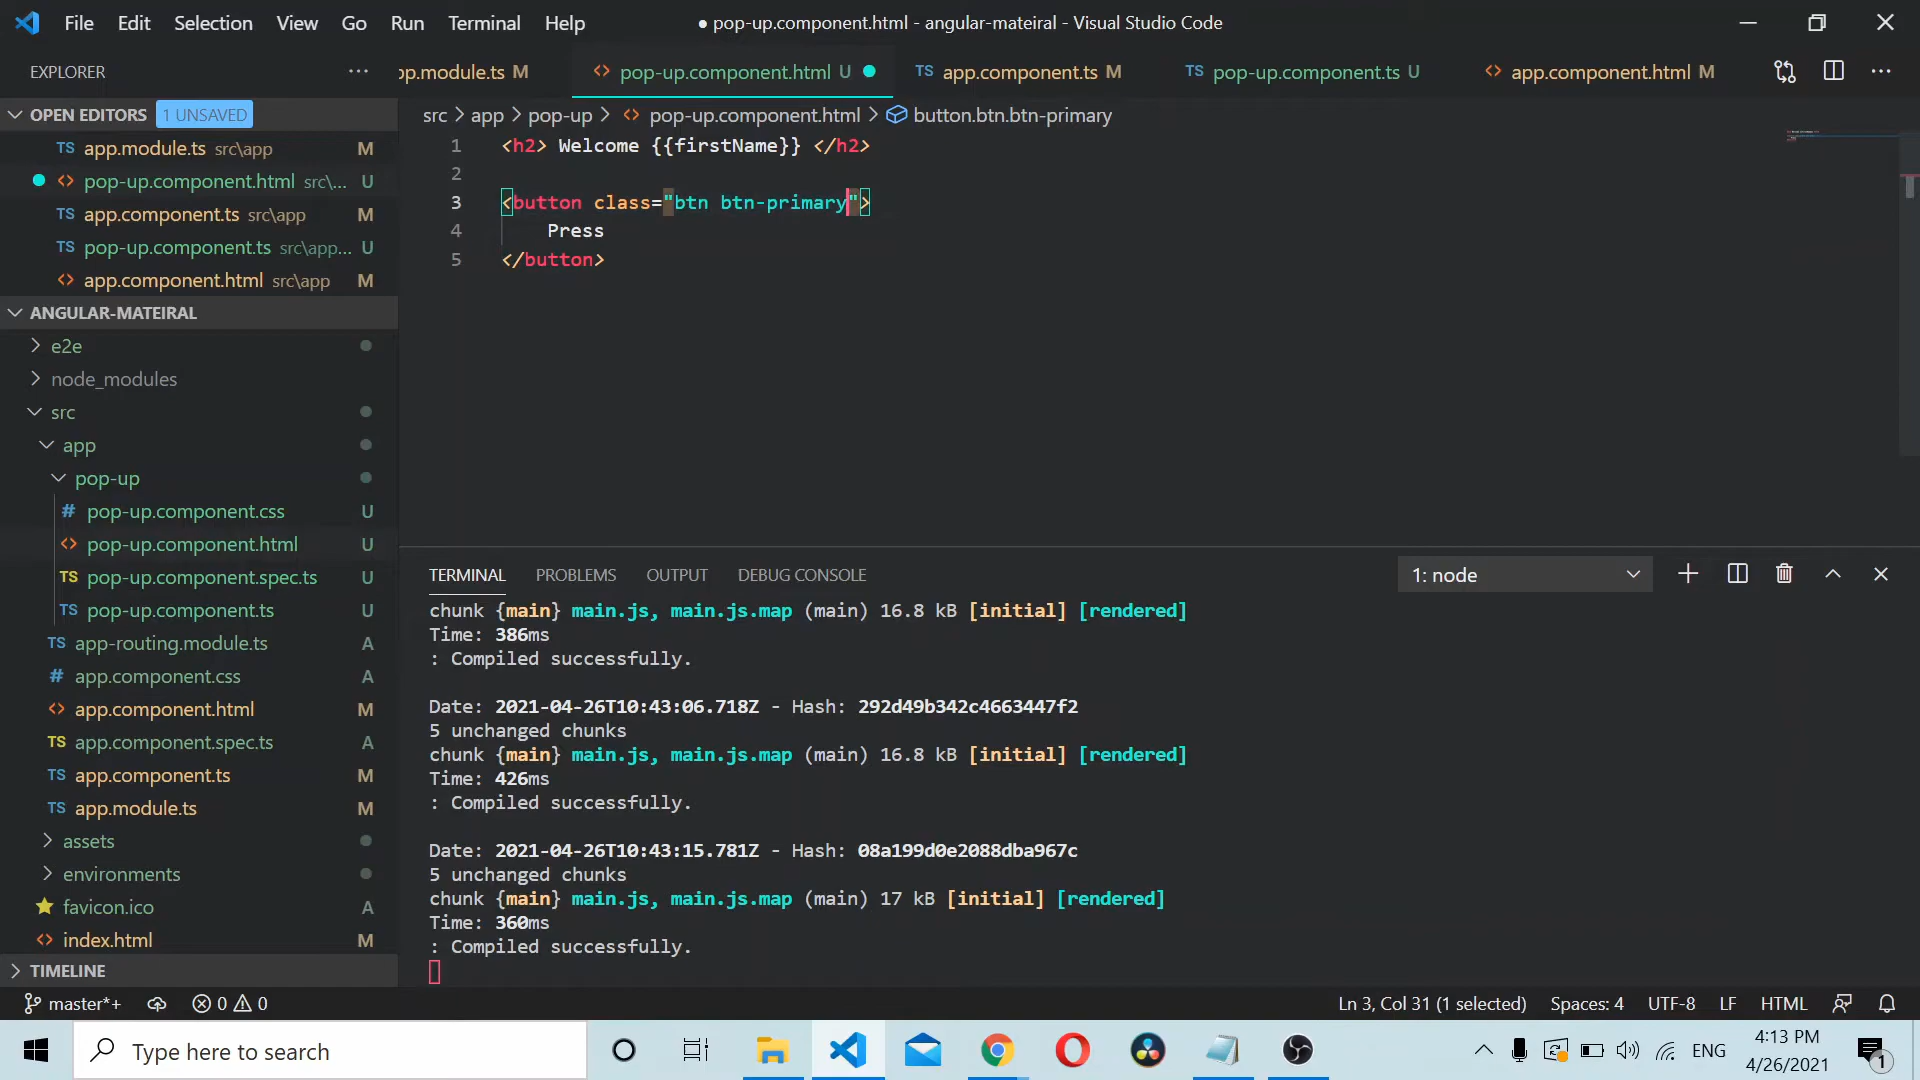 File Edit Selection View Go Run Terminal Help
● pop-up.component.html - angular-mateiral - Visual Studio Code
EXPLORER
pp.module.ts M
<> pop-up.component.html U
TS app.component.ts M
TS pop-up.component.ts U
<> app.component.html M
OPEN EDITORS 1 UNSAVED
TS app.module.ts src\app M
<> pop-up.component.html src\... U
TS app.component.ts src\app M
TS pop-up.component.ts src\app... U
<> app.component.html src\app M
ANGULAR-MATEIRAL
e2e
node_modules
src
app
pop-up
# pop-up.component.css U
<> pop-up.component.html U
TS pop-up.component.spec.ts U
TS pop-up.component.ts U
TS app-routing.module.ts A
# app.component.css A
<> app.component.html M
TS app.component.spec.ts A
TS app.component.ts M
TS app.module.ts M
assets
environments
favicon.ico A
<> index.html M
TIMELINE
src > app > pop-up > <> pop-up.component.html > button.btn.btn-primary
1 <h2> Welcome {{firstName}} </h2>
2
3 <button class="btn btn-primary">
4 Press
5 </button>
TERMINAL PROBLEMS OUTPUT DEBUG CONSOLE
1: node
chunk {main} main.js, main.js.map (main) 16.8 kB [initial] [rendered]
Time: 386ms
: Compiled successfully.
Date: 2021-04-26T10:43:06.718Z - Hash: 292d49b342c4663447f2
5 unchanged chunks
chunk {main} main.js, main.js.map (main) 16.8 kB [initial] [rendered]
Time: 426ms
: Compiled successfully.
Date: 2021-04-26T10:43:15.781Z - Hash: 08a199d0e2088dba967c
5 unchanged chunks
chunk {main} main.js, main.js.map (main) 17 kB [initial] [rendered]
Time: 360ms
: Compiled successfully.
master*+ 0 0
Ln 3, Col 31 (1 selected) Spaces: 4 UTF-8 LF HTML
Type here to search
ENG
4:13 PM
4/26/2021
1